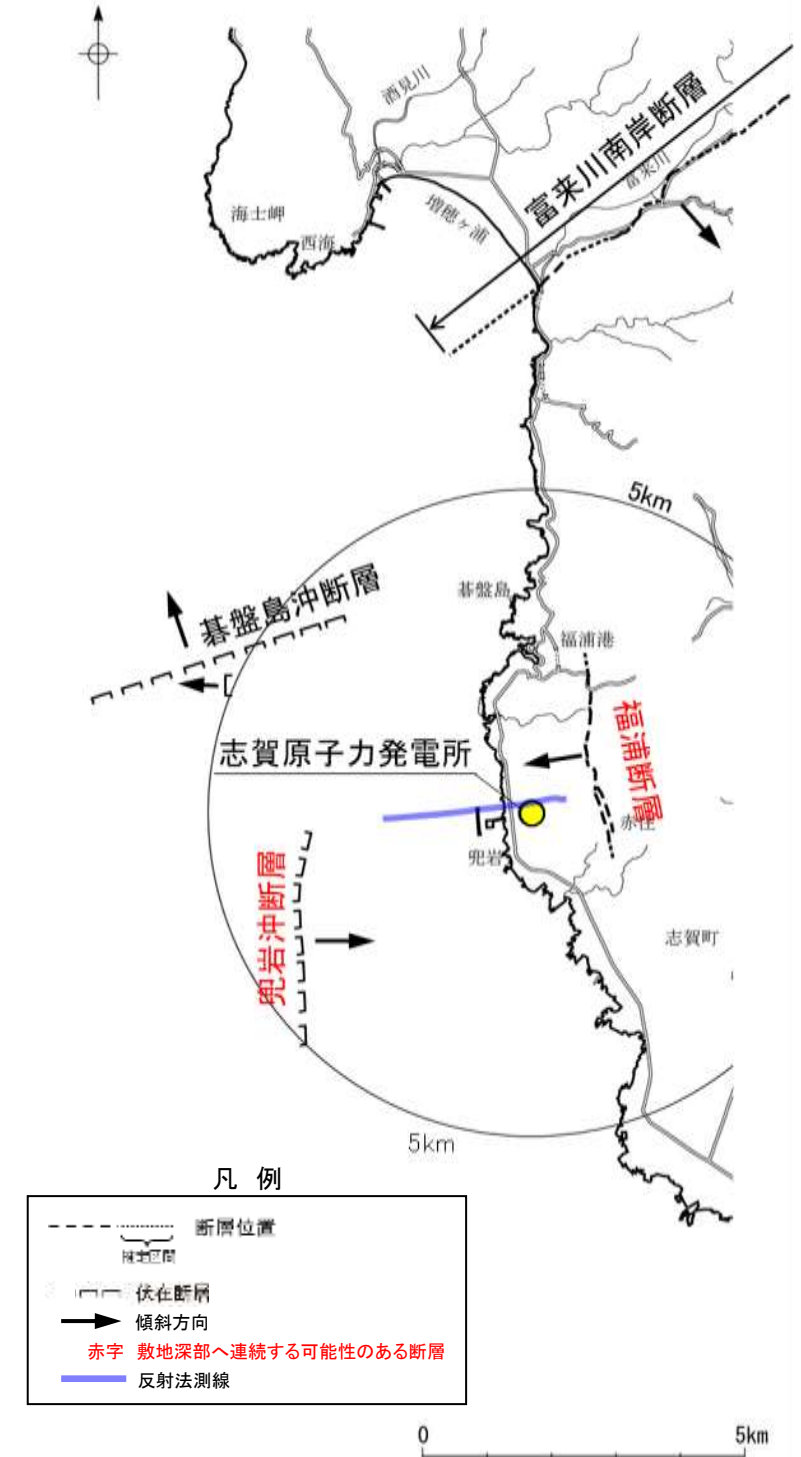 酒見川
富来川南岸断層
富来川
海士岬
増穂ヶ浦
西海
5km
碁盤島
碁盤島沖断層
福浦港
福浦断層
志賀原子力発電所
赤住
兜岩
兜岩沖断層
志賀町
5km
凡 例
断層位置
推定区間
伏在断層
傾斜方向
赤字 敷地深部へ連続する可能性のある断層
反射法測線
0 5km